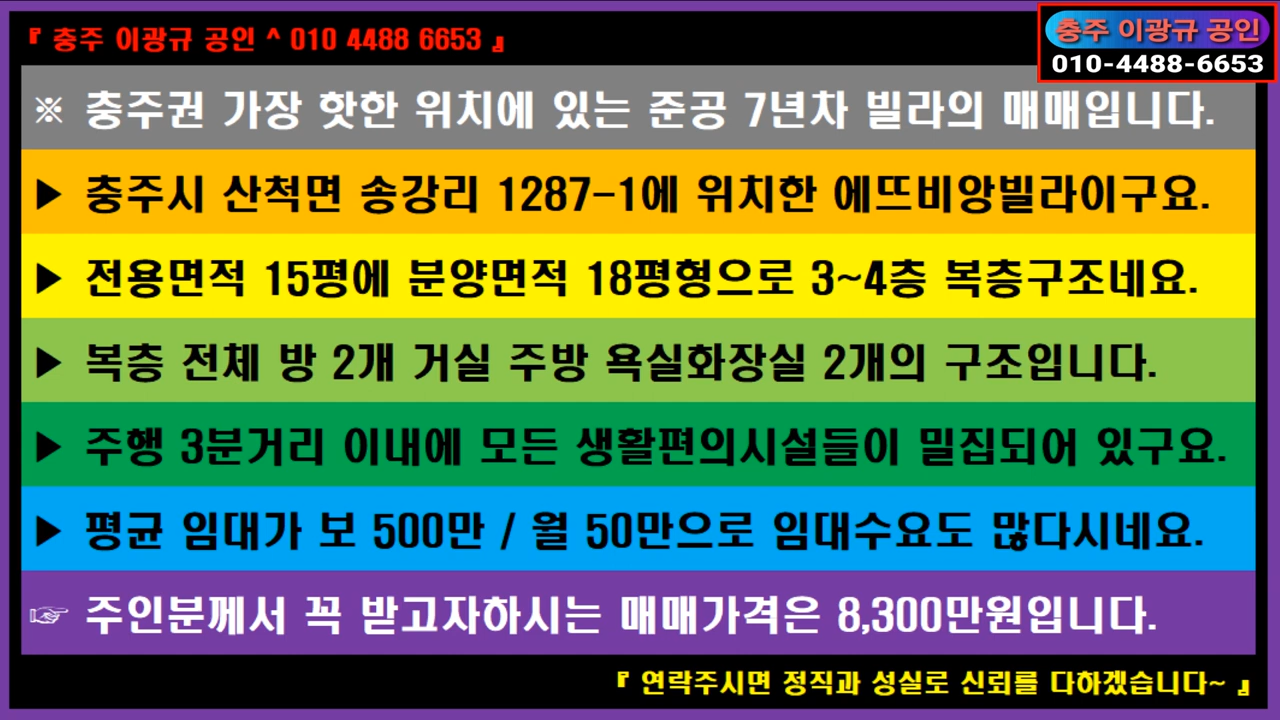 『 충주 이광규 공인 ^ 010 4488 6653 』
충주 이광규 공인
010-4488-6653
※ 충주권 가장 핫한 위치에 있는 준공 7년차 빌라의 매매입니다.
▶ 충주시 산척면 송강리 1287-1에 위치한 에뜨비앙빌라이구요.
▶ 전용면적 15평에 분양면적 18평형으로 3~4층 복층구조네요.
▶ 복층 전체 방 2개 거실 주방 욕실화장실 2개의 구조입니다.
▶ 주행 3분거리 이내에 모든 생활편의시설들이 밀집되어 있구요.
▶ 평균 임대가 보 500만 / 월 50만으로 임대수요도 많다시네요.
☞ 주인분께서 꼭 받고자하시는 매매가격은 8,300만원입니다.
『 연락주시면 정직과 성실로 신뢰를 다하겠습니다~ 』